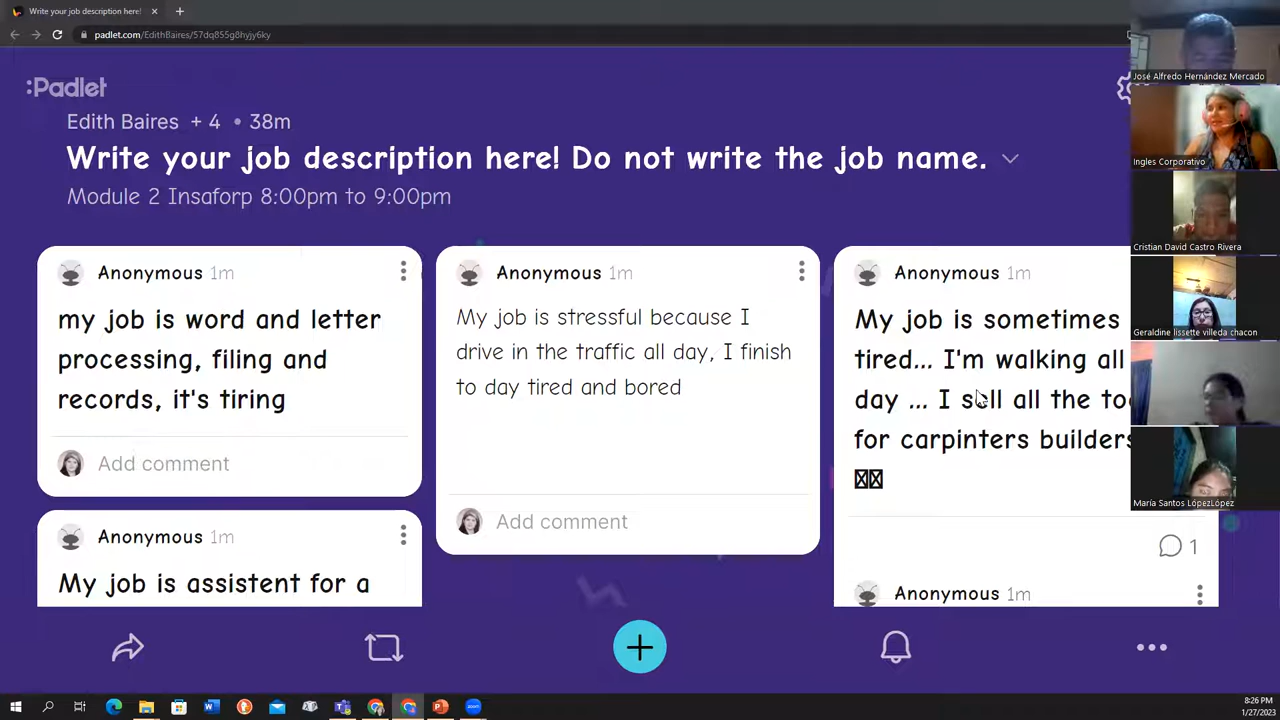 Write your job description here!
padlet.com/EdithBaires/57dq855g8hyjy6ky
:Padlet
Edith Baires + 4 • 38m
Write your job description here! Do not write the job name.
Module 2 Insaforp 8:00pm to 9:00pm
Anonymous 1m
my job is word and letter
processing, filing and
records, it's tiring
Add comment
Anonymous 1m
My job is assistent for a
Anonymous 1m
My job is stressful because I
drive in the traffic all day, I finish
to day tired and bored
Add comment
Anonymous 1m
My job is sometimes
tired... I'm walking all
day ... I sell all the
for carpinters builders
1
Anonymous 1m
José Alfredo Hernández Mercado
Ingles Corporativo
Cristian David Castro Rivera
Geraldine lissette villeda chacon
María Santos LópezLópez
8:26 PM
1/27/2023